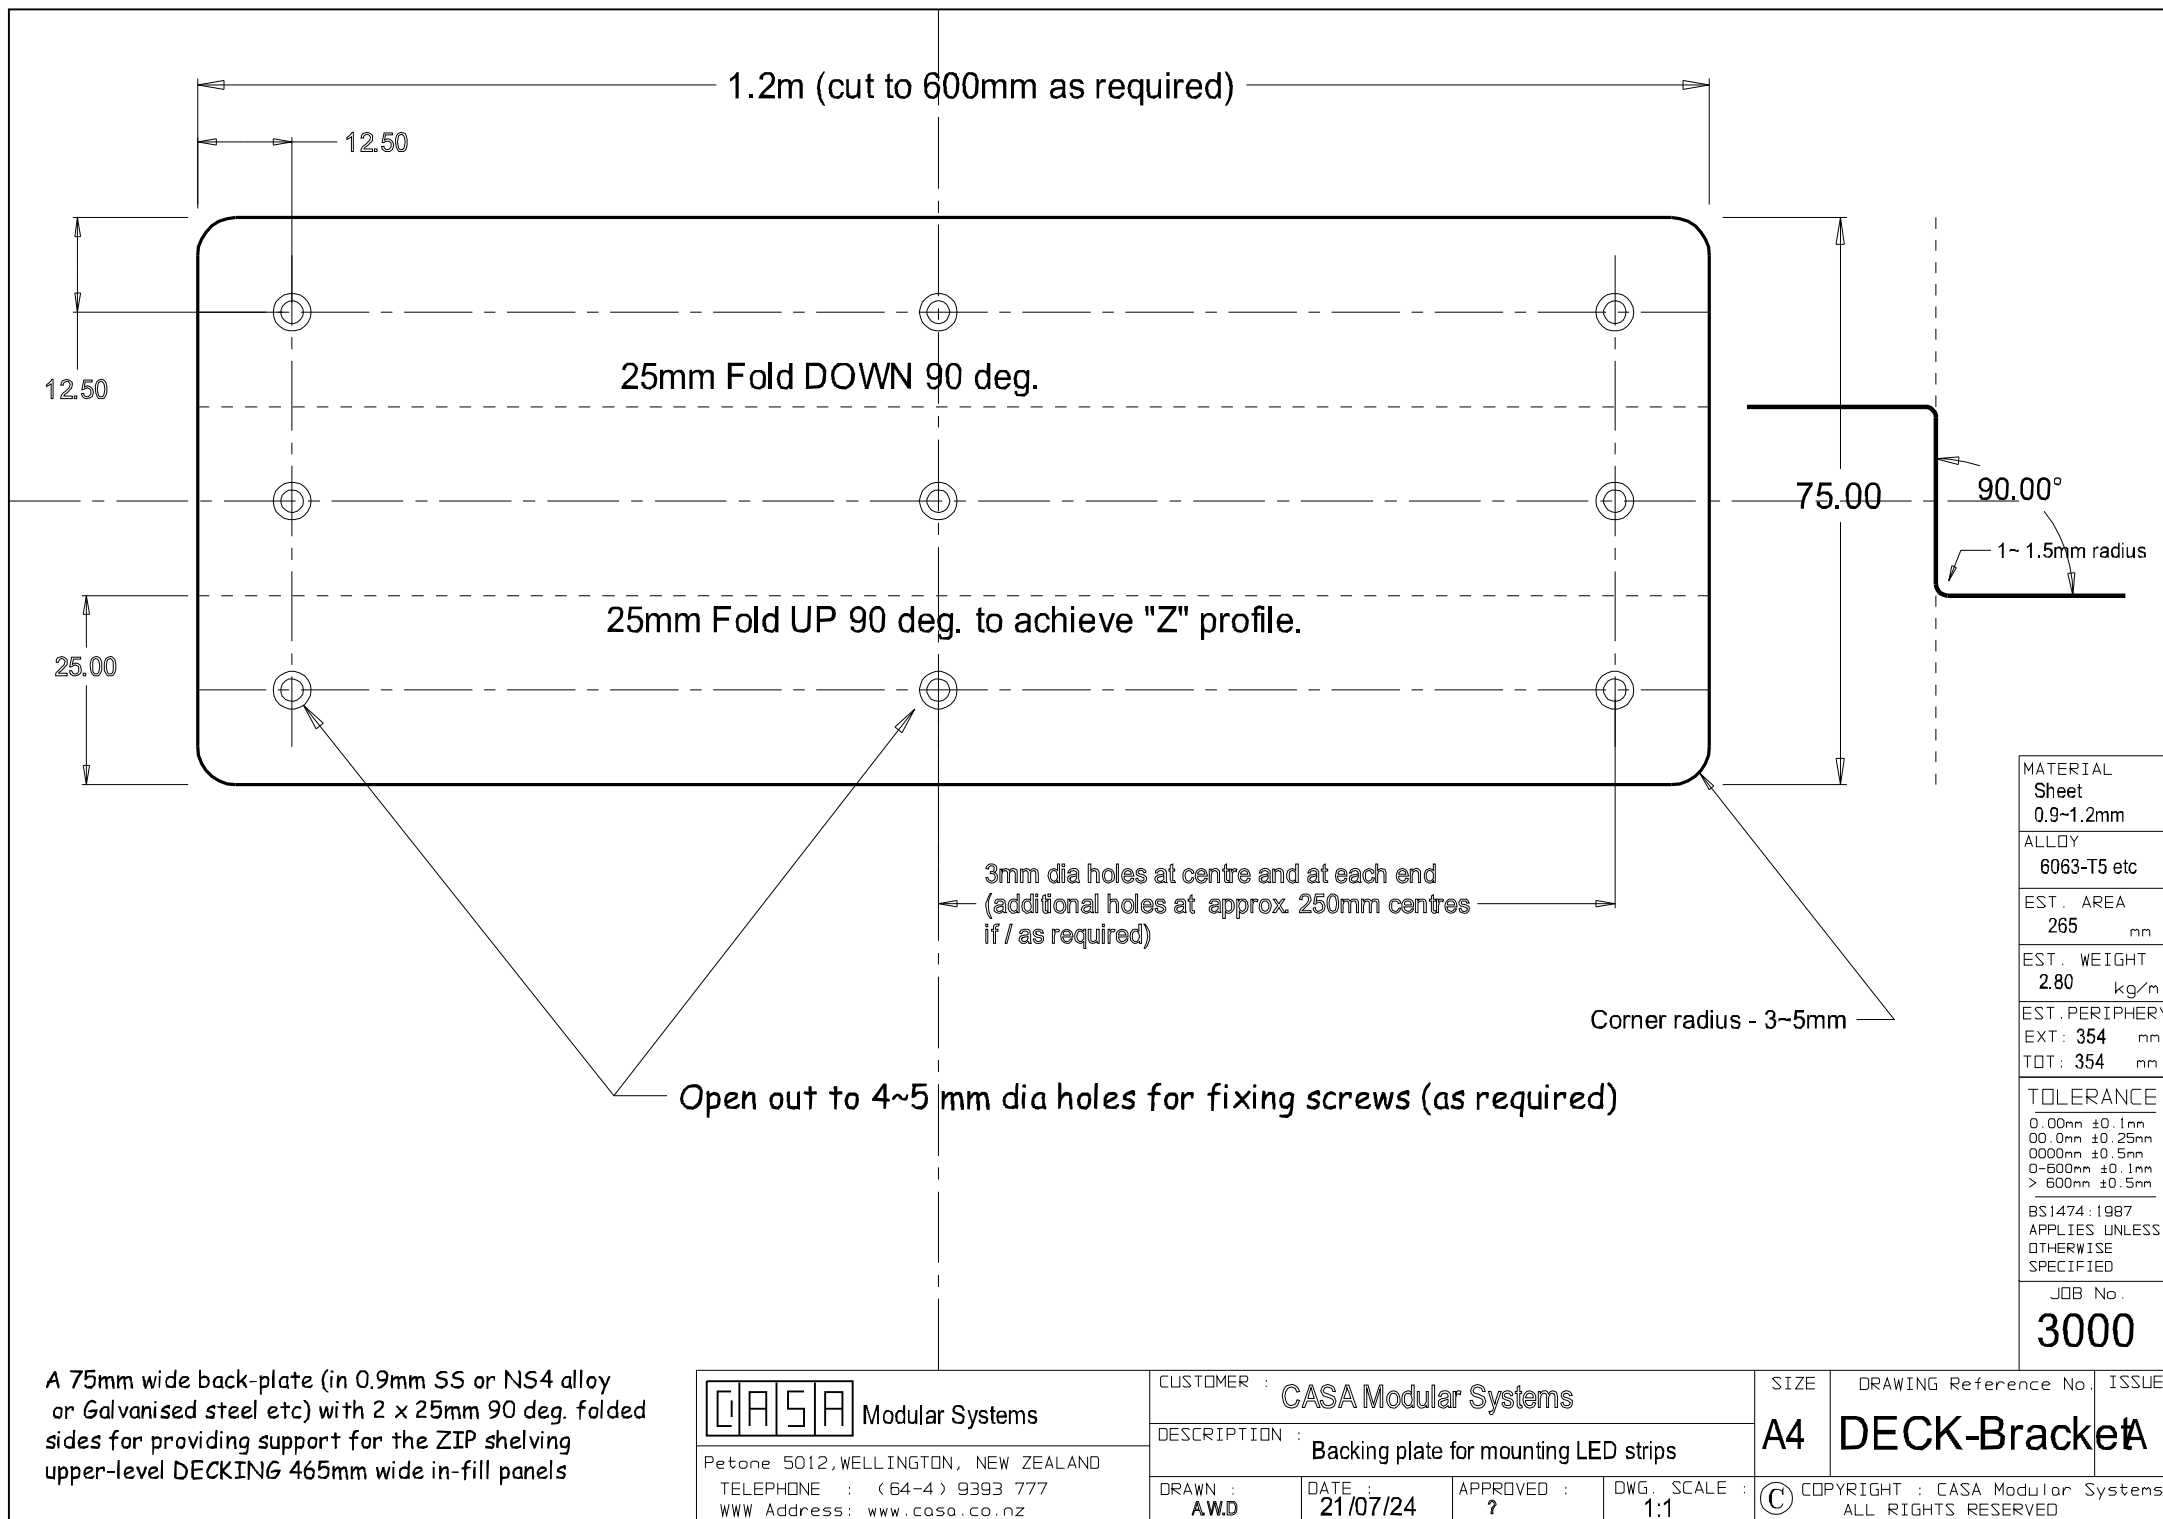 1.2m (cut to 600mm as required)
12.50
12.50
25mm Fold DOWN 90 deg.
75.00
90.00°
1~ 1.5mm radius
25mm Fold UP 90 deg. to achieve "Z" profile.
25.00
3mm dia holes at centre and at each end
(additional holes at approx. 250mm centres
if / as required)
Corner radius - 3~5mm
Open out to 4~5 mm dia holes for fixing screws (as required)
MATERIAL
Sheet
0.9~1.2mm
ALLOY
6063-T5 etc
EST. AREA
265 mm
EST. WEIGHT
2.80 kg/m
EST.PERIPHERY
EXT: 354 mm
TOT: 354 mm
TOLERANCE
0.00mm ±0.1mm
00.0mm ±0.25mm
0000mm ±0.5mm
0-600mm ±0.1mm
> 600mm ±0.5mm
BS1474:1987
APPLIES UNLESS
OTHERWISE
SPECIFIED
JOB No.
3000
A 75mm wide back-plate (in 0.9mm SS or NS4 alloy
or Galvanised steel etc) with 2 x 25mm 90 deg. folded
sides for providing support for the ZIP shelving
upper-level DECKING 465mm wide in-fill panels
CASA Modular Systems
Petone 5012,WELLINGTON, NEW ZEALAND
TELEPHONE : (64-4) 9393 777
WWW Address: www.casa.co.nz
CUSTOMER : CASA Modular Systems
DESCRIPTION : Backing plate for mounting LED strips
DRAWN : A.W.D
DATE : 21/07/24
APPROVED : ?
DWG. SCALE : 1:1
SIZE
A4
DRAWING Reference No.
DECK-Bracket
ISSUE
A
© COPYRIGHT : CASA Modular Systems
ALL RIGHTS RESERVED